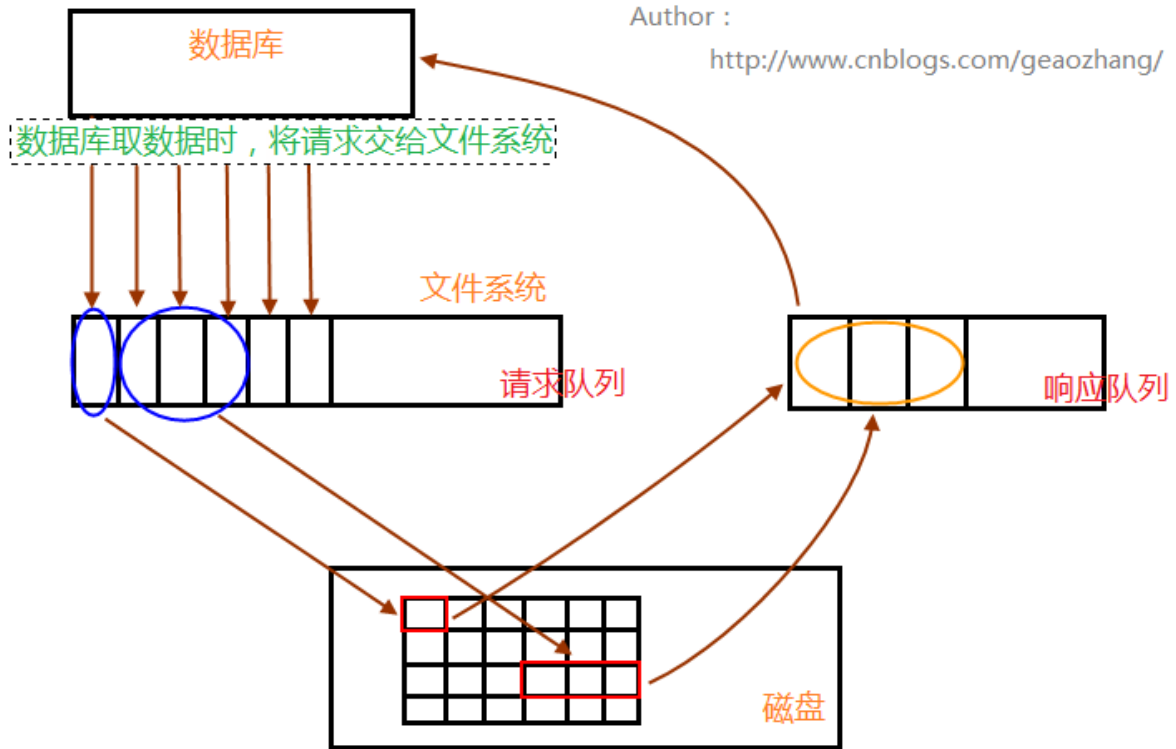 Author :
http://www.cnblogs.com/geaozhang/
数据库
数据库取数据时，将请求交给文件系统
文件系统
请求队列
响应队列
磁盘